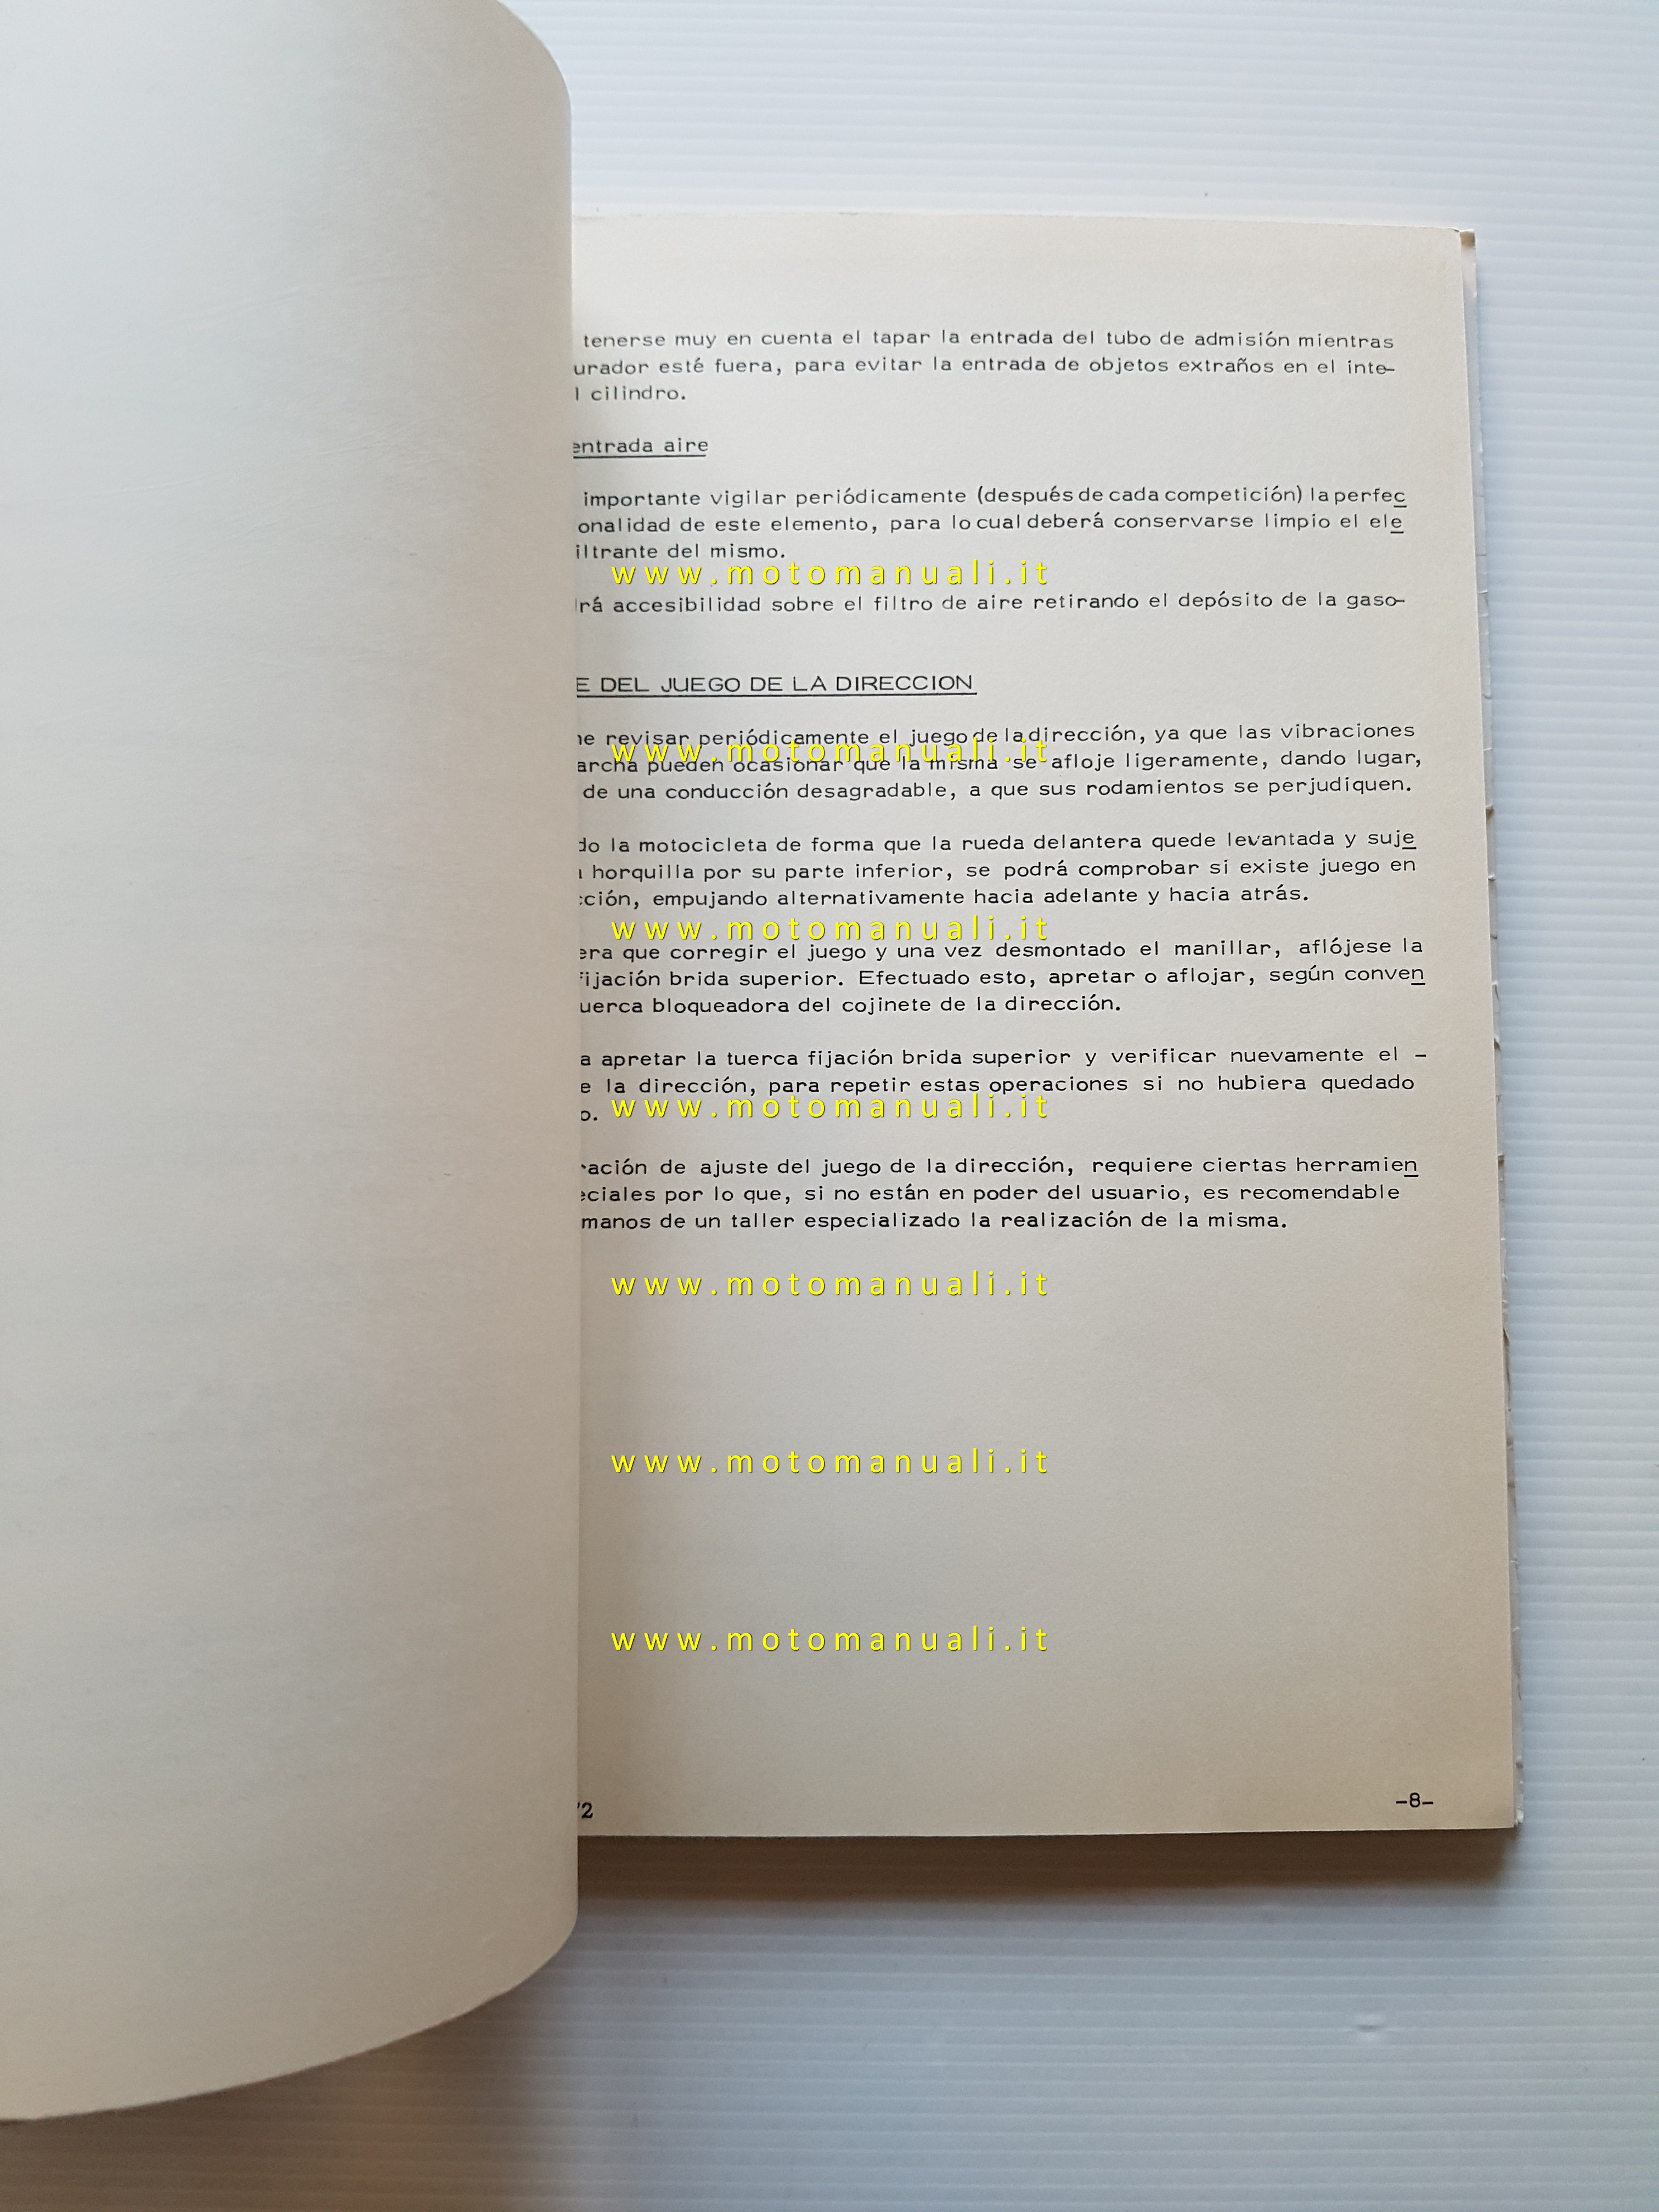 tenerse muy en cuenta el tapar la entrada del tubo de admisión mientras
urador esté fuera, para evitar la entrada de objetos extraños en el inte-
l cilindro.
entrada aire
importante vigilar periódicamente (después de cada competición) la perfec
onalidad de este elemento, para lo cual deberá conservarse limpio el ele
iltrante del mismo.
www.motomanuali.it
rá accesibilidad sobre el filtro de aire retirando el depósito de la gaso-
E DEL JUEGO DE LA DIRECCION
ne revisar periódicamente el juego de la dirección, ya que las vibraciones
www.motomanuali.it
archa pueden ocasionar que la misma se afloje ligeramente, dando lugar,
de una conducción desagradable, a que sus rodamientos se perjudiquen.
do la motocicleta de forma que la rueda delantera quede levantada y suje
horquilla por su parte inferior, se podrá comprobar si existe juego en
cción, empujando alternativamente hacia adelante y hacia atrás.
www.motomanuali.it
era que corregir el juego y una vez desmontado el manillar, aflójese la
fijación brida superior. Efectuado esto, apretar o aflojar, según conven
uerca bloqueadora del cojinete de la dirección.
a apretar la tuerca fijación brida superior y verificar nuevamente el -
e la dirección, para repetir estas operaciones si no hubiera quedado
o.
www.motomanuali.it
ración de ajuste del juego de la dirección, requiere ciertas herramien
eciales por lo que, si no están en poder del usuario, es recomendable
manos de un taller especializado la realización de la misma.
www.motomanuali.it
www.motomanuali.it
www.motomanuali.it
72
-8-